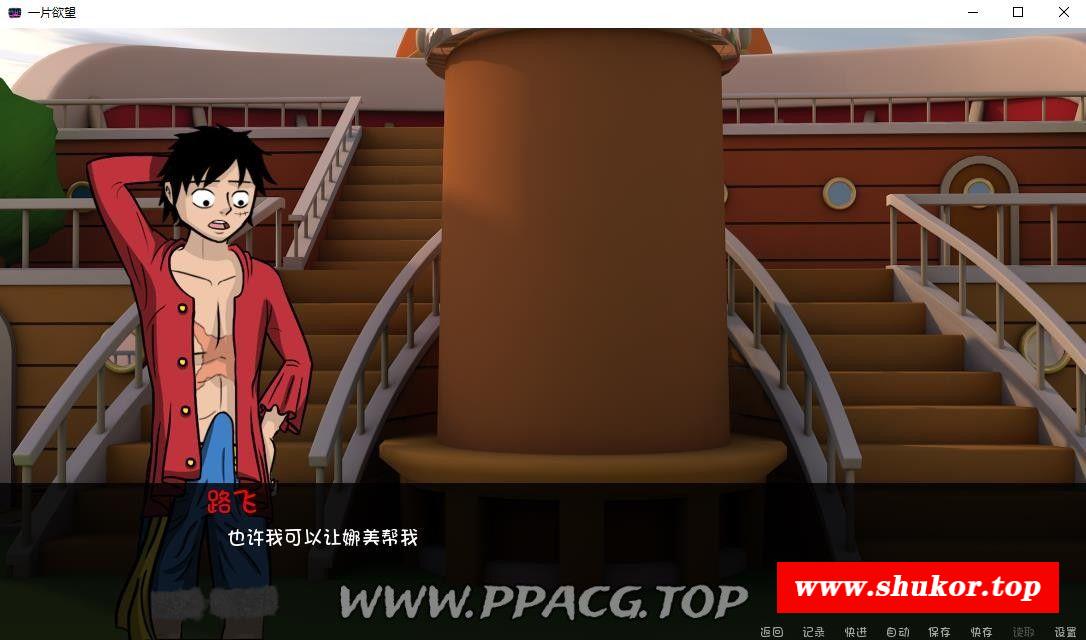 一片欲望
路飞
也许我可以让娜美帮我
WWW.PPACG.TOP
www.shukor.top
返回 记录 快进 自动 保存 快存 读取 设置